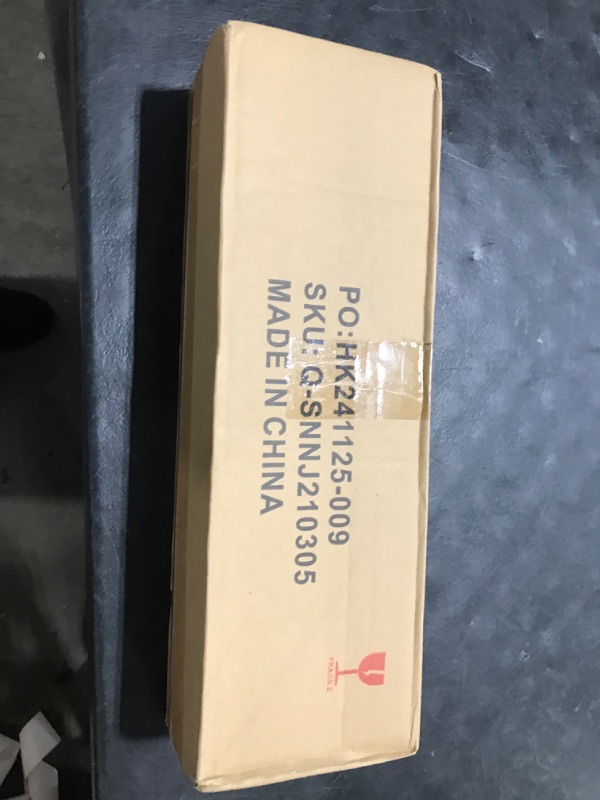 PO:HK241125-009
SKU: Q-SNNJ210305
MADE IN CHINA
FRAGILE